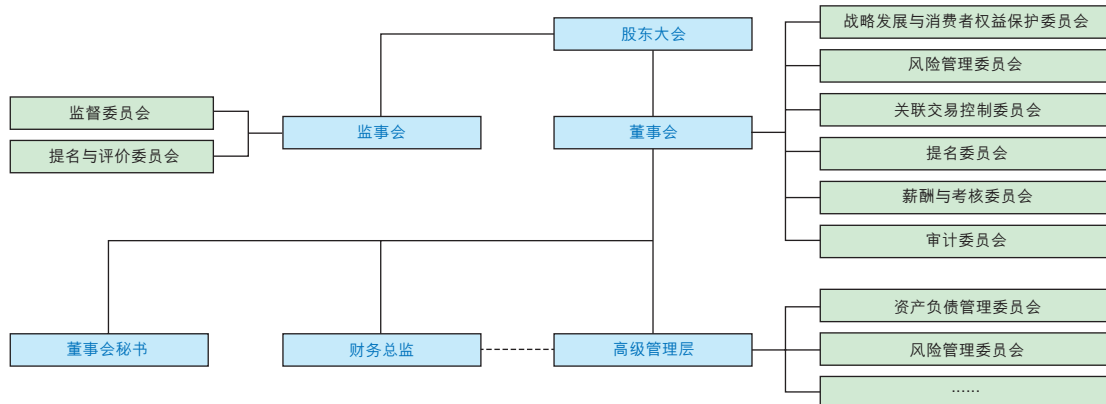 战略发展与消费者权益保护委员会
股东大会
风险管理委员会
监督委员会
关联交易控制委员会
监事会
董事会
提名与评价委员会
提名委员会
薪酬与考核委员会
审计委员会
资产负债管理委员会
董事会秘书
财务总监
高级管理层
风险管理委员会
……